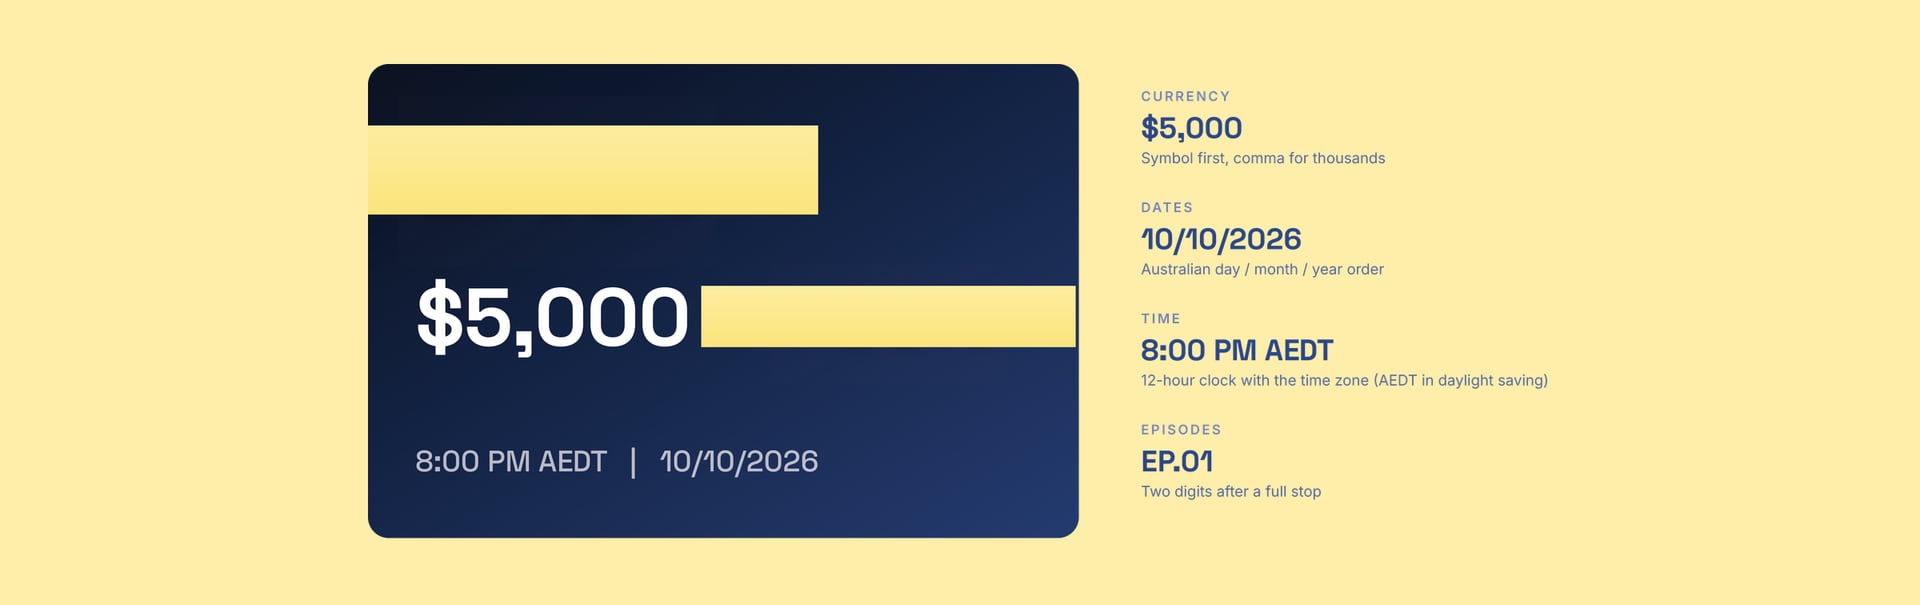 $5,000
8:00 PM AEDT | 10/10/2026
CURRENCY
$5,000
Symbol first, comma for thousands
DATES
10/10/2026
Australian day / month / year order
TIME
8:00 PM AEDT
12-hour clock with the time zone (AEDT in daylight saving)
EPISODES
EP.01
Two digits after a full stop